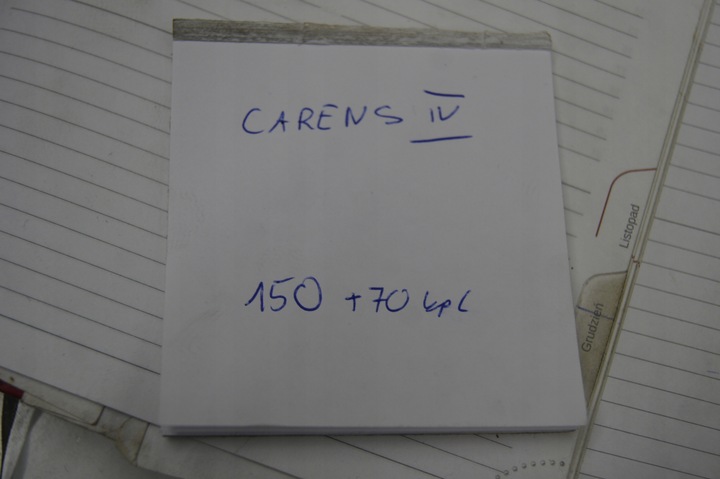 CARENS IV
150 +70 kpl
Listopad
Grudzień